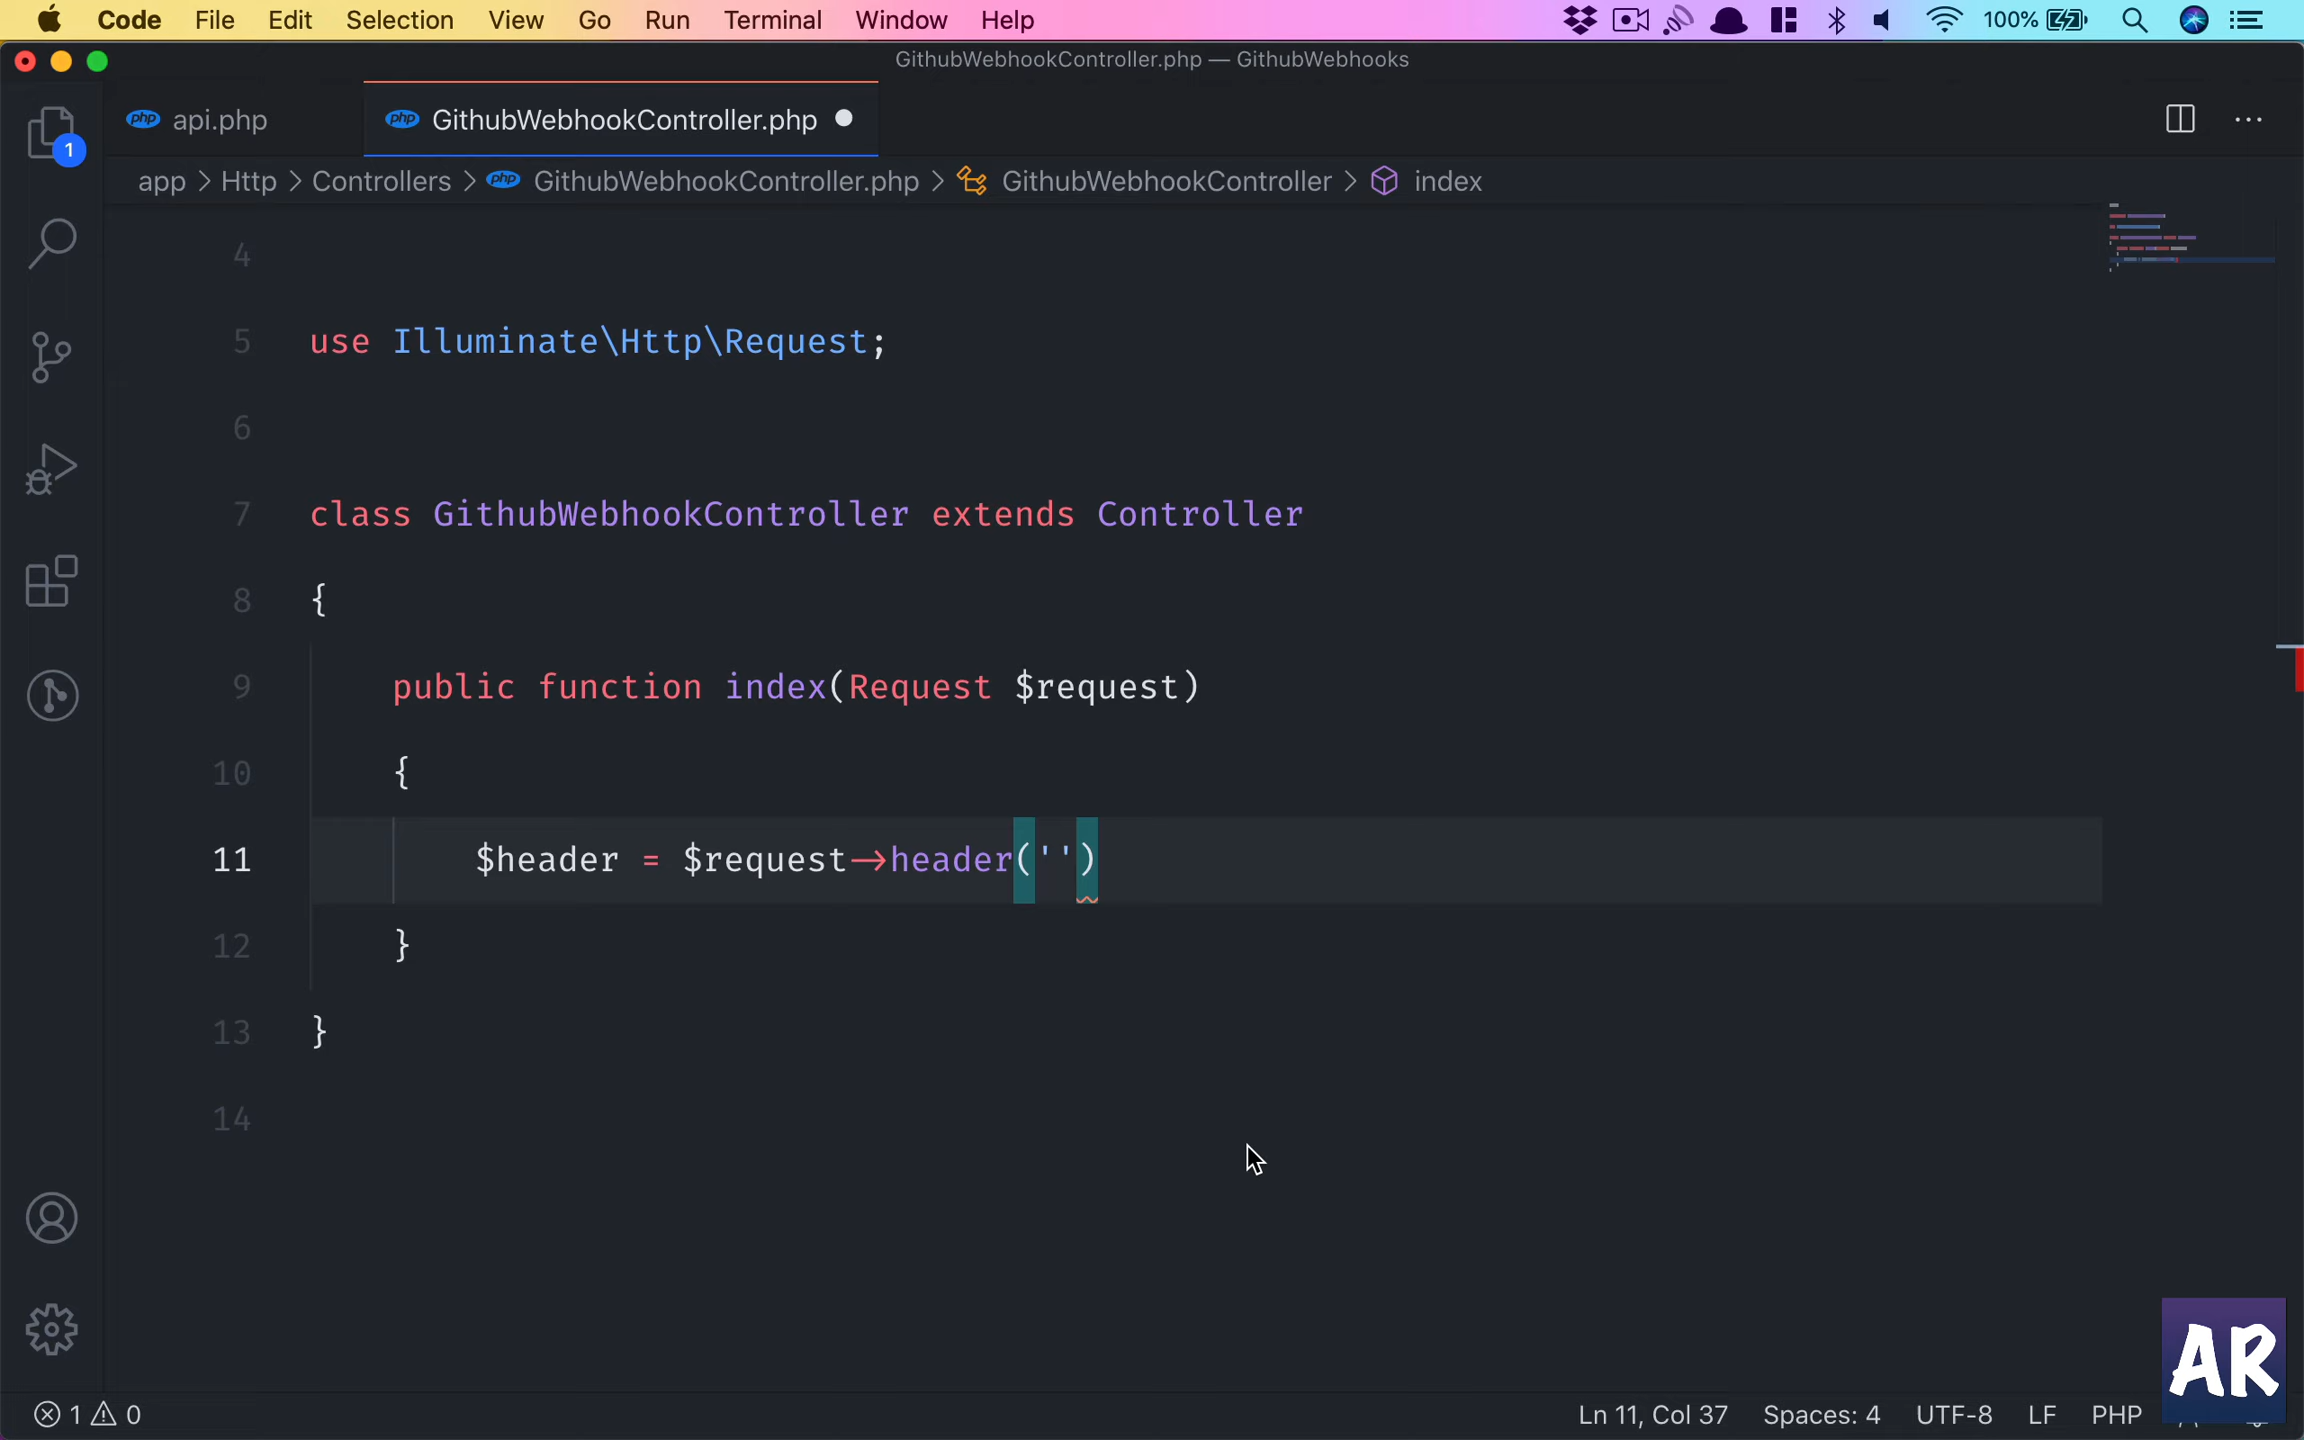 Code File Edit Selection View Go Run Terminal Window Help 100%
GithubWebhookController.php — GithubWebhooks
1
php api.php php GithubWebhookController.php
app > Http > Controllers > php GithubWebhookController.php > GithubWebhookController > index
4
5 use Illuminate\Http\Request;
6
7 class GithubWebhookController extends Controller
8 {
9 public function index(Request $request)
10 {
11 $header = $request->header('')
12 }
13 }
14
AR
1 0 Ln 11, Col 37 Spaces: 4 UTF-8 LF PHP